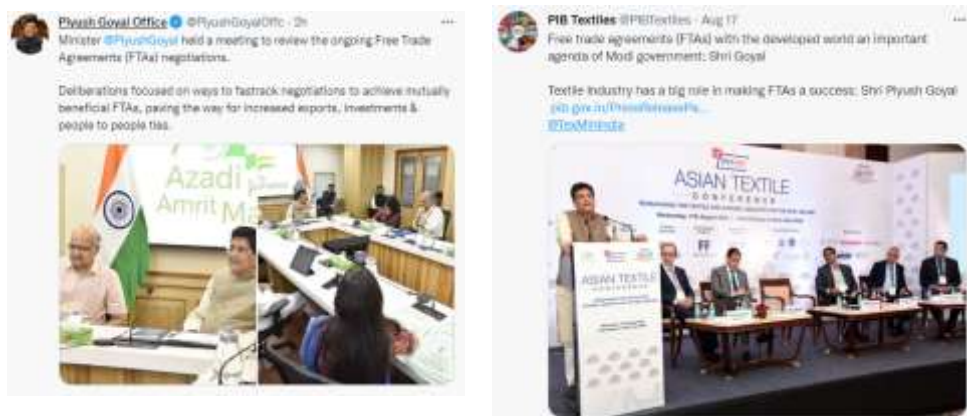 Piyush Goyal Office @PiyushGoyalOffc · 2h
Minister @PiyushGoyal held a meeting to review the ongoing Free Trade
Agreements (FTAs) negotiations.
Deliberations focused on ways to fastrack negotiations to achieve mutually
beneficial FTAs, paving the way for increased exports, investments &
people to people ties.
Azadi
Amrit Ma
PIB Textiles @PIBTextiles · Aug 17
Free trade agreements (FTAs) with the developed world an important
agenda of Modi government: Shri Goyal
Textile Industry has a big role in making FTAs a success: Shri Piyush Goyal
pib.gov.in/PressReleasePa...
@TexMinIndia
ASIAN TEXTILE
CONFERENCE
ASIAN TEXTILE
CONFERENCE